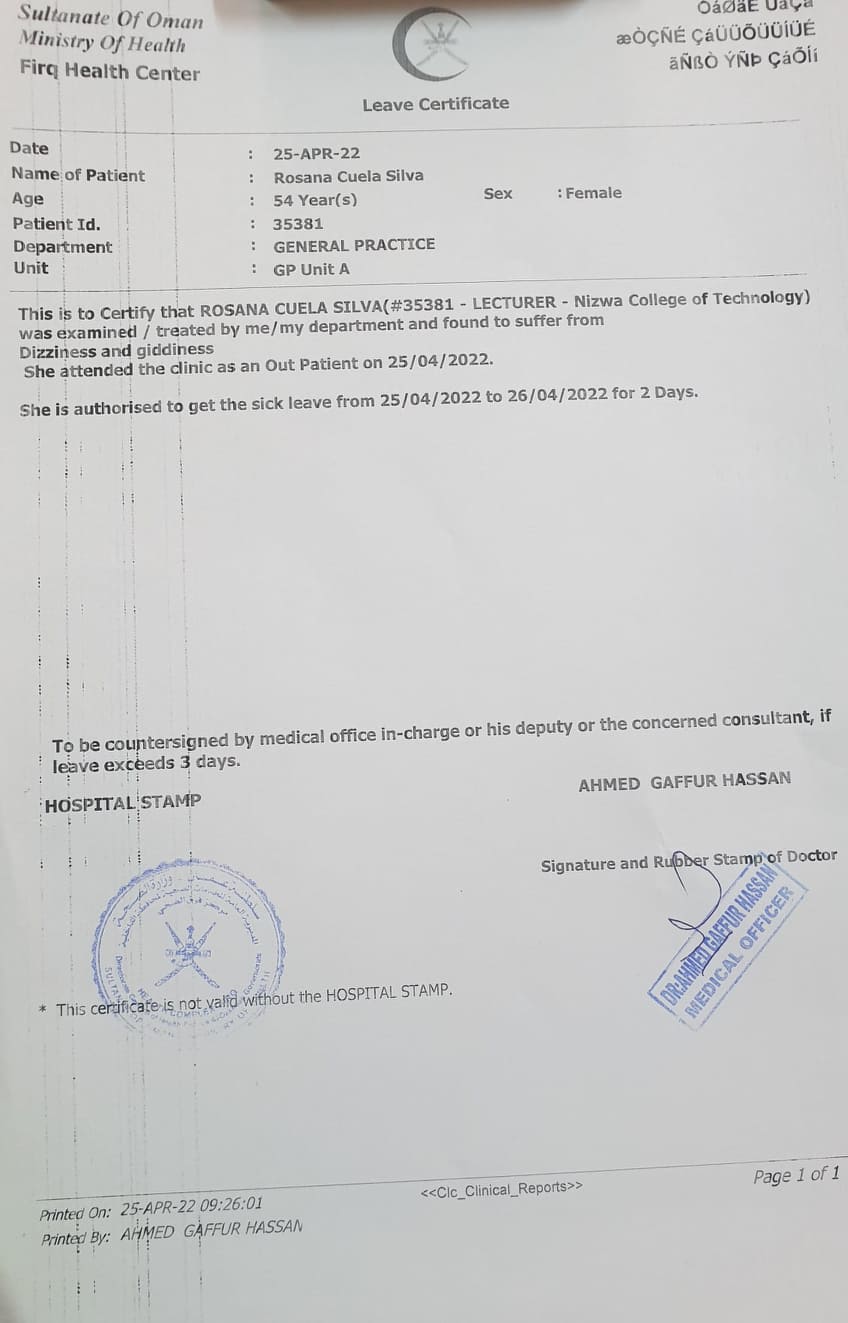 Sultanate Of Oman
Ministry Of Health
Firq Health Center
æÒÇÑÉ ÇáÜÜÕÜÜÍÜÉ
ãÑßÒ ÝÑÞ ÇáÕÍí
Leave Certificate
Date : 25-APR-22
Name of Patient : Rosana Cuela Silva
Age : 54 Year(s) Sex : Female
Patient Id. : 35381
Department : GENERAL PRACTICE
Unit : GP Unit A
This is to Certify that ROSANA CUELA SILVA(#35381 - LECTURER - Nizwa College of Technology)
was examined / treated by me/my department and found to suffer from
Dizziness and giddiness
She attended the clinic as an Out Patient on 25/04/2022.
She is authorised to get the sick leave from 25/04/2022 to 26/04/2022 for 2 Days.
To be countersigned by medical office in-charge or his deputy or the concerned consultant, if
leave exceeds 3 days.
AHMED GAFFUR HASSAN
HOSPITAL STAMP
Signature and Rubber Stamp of Doctor
DR:AHMED GAFFUR HASSAN
MEDICAL OFFICER
* This certificate is not valid without the HOSPITAL STAMP.
Page 1 of 1
<<Clc_Clinical_Reports>>
Printed On: 25-APR-22 09:26:01
Printed By: AHMED GAFFUR HASSAN